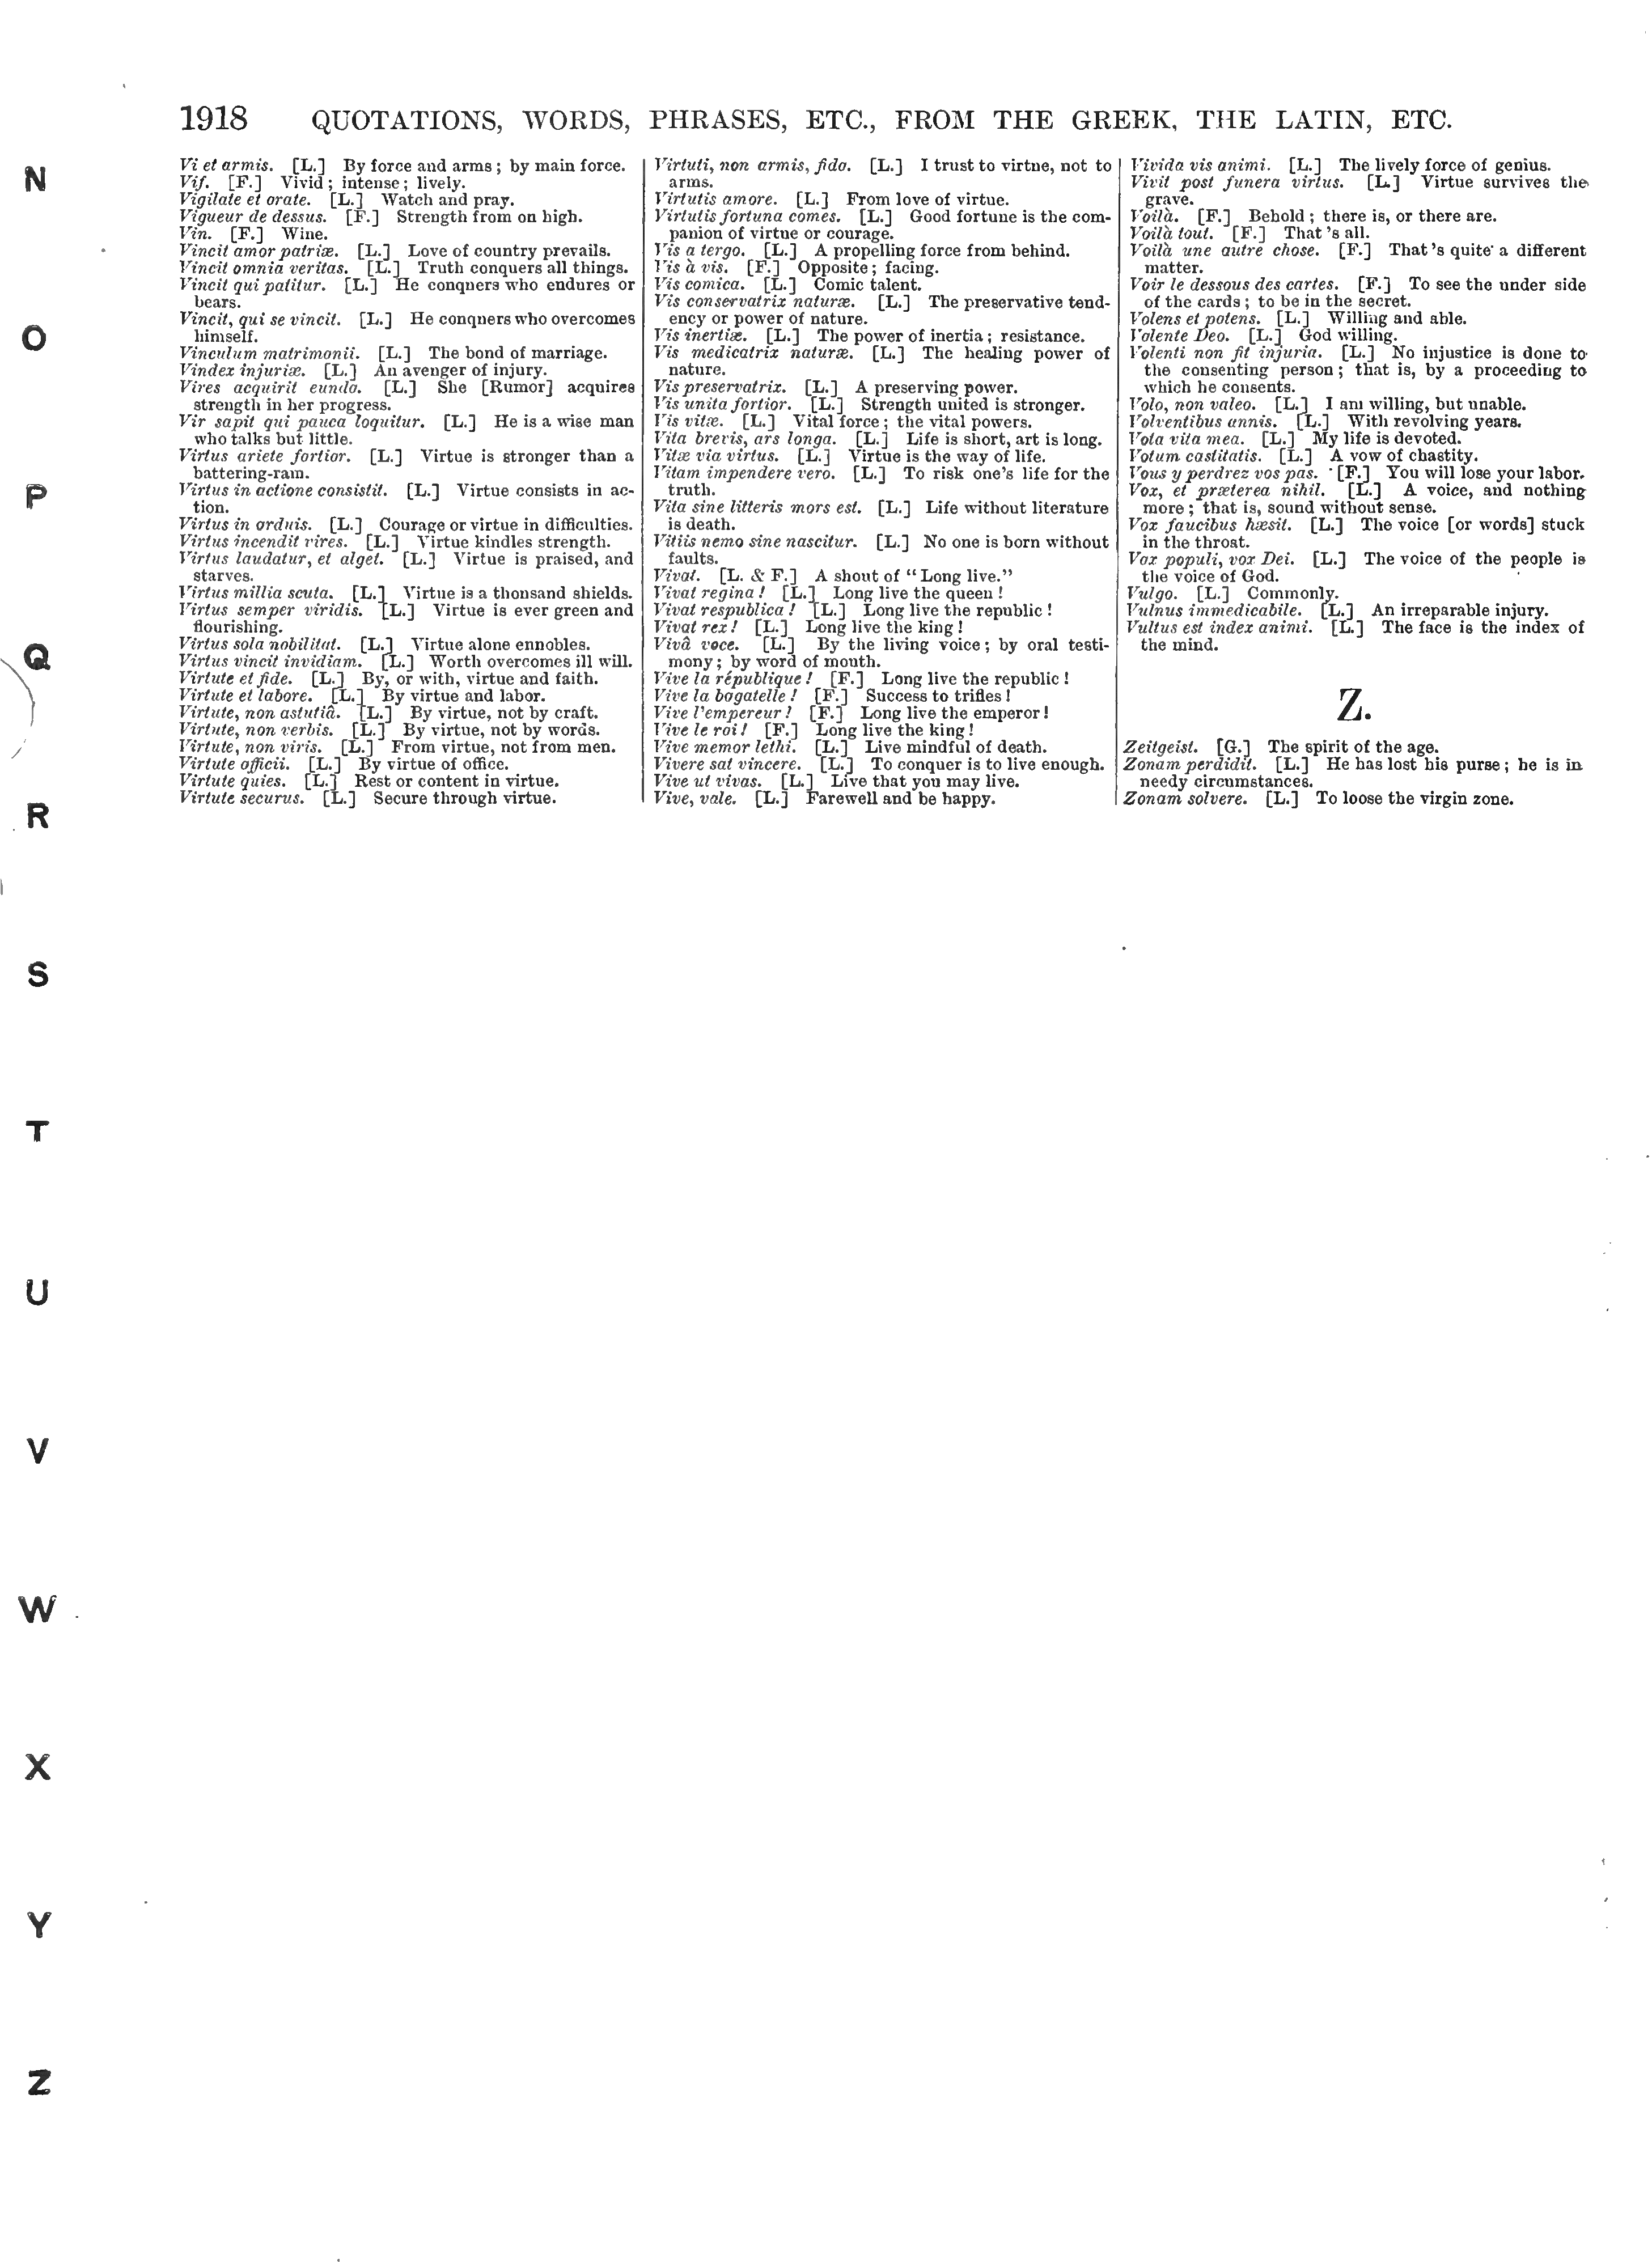 1918 QUOTATIONS, WORDS, PHRASES, ETC., FROM THE GREEK, THE LATIN, ETC.
Vi et armis. [L.] By force and arms; by main force.
Vif. [F.] Vivid; intense; lively.
Vigilate et orate. [L.] Watch and pray.
Vigueur de dessus. [F.] Strength from on high.
Vin. [F.] Wine.
Vincit amor patriæ. [L.] Love of country prevails.
Vincit omnia veritas. [L.] Truth conquers all things.
Vincit qui patitur. [L.] He conquers who endures or
bears.
Vincit, qui se vincit. [L.] He conquers who overcomes
himself.
Vinculum matrimonii. [L.] The bond of marriage.
Vindex injuriæ. [L.] An avenger of injury.
Vires acquirit eundo. [L.] She [Rumor] acquires
strength in her progress.
Vir sapit qui pauca loquitur. [L.] He is a wise man
who talks but little.
Virtus ariete fortior. [L.] Virtue is stronger than a
battering-ram.
Virtus in actione consistit. [L.] Virtue consists in ac-
tion.
Virtus in arduis. [L.] Courage or virtue in difficulties.
Virtus incendit vires. [L.] Virtue kindles strength.
Virtus laudatur, et alget. [L.] Virtue is praised, and
starves.
Virtus millia scuta. [L.] Virtue is a thousand shields.
Virtus semper viridis. [L.] Virtue is ever green and
flourishing.
Virtus sola nobilitat. [L.] Virtue alone ennobles.
Virtus vincit invidiam. [L.] Worth overcomes ill will.
Virtute et fide. [L.] By, or with, virtue and faith.
Virtute et labore. [L.] By virtue and labor.
Virtute, non astutiâ. [L.] By virtue, not by craft.
Virtute, non verbis. [L.] By virtue, not by words.
Virtute, non viris. [L.] From virtue, not from men.
Virtute officii. [L.] By virtue of office.
Virtute quies. [L.] Rest or content in virtue.
Virtute securus. [L.] Secure through virtue.
Virtuti, non armis, fido. [L.] I trust to virtue, not to
arms.
Virtutis amore. [L.] From love of virtue.
Virtutis fortuna comes. [L.] Good fortune is the com-
panion of virtue or courage.
Vis a tergo. [L.] A propelling force from behind.
Vis à vis. [F.] Opposite; facing.
Vis comica. [L.] Comic talent.
Vis conservatrix naturæ. [L.] The preservative tend-
ency or power of nature.
Vis inertiæ. [L.] The power of inertia; resistance.
Vis medicatrix naturæ. [L.] The healing power of
nature.
Vis preservatrix. [L.] A preserving power.
Vis unita fortior. [L.] Strength united is stronger.
Vis vitæ. [L.] Vital force; the vital powers.
Vita brevis, ars longa. [L.] Life is short, art is long.
Vitæ via virtus. [L.] Virtue is the way of life.
Vitam impendere vero. [L.] To risk one's life for the
truth.
Vita sine litteris mors est. [L.] Life without literature
is death.
Vitiis nemo sine nascitur. [L.] No one is born without
faults.
Vivat. [L. & F.] A shout of "Long live."
Vivat regina! [L.] Long live the queen!
Vivat respublica! [L.] Long live the republic!
Vivat rex! [L.] Long live the king!
Vivâ voce. [L.] By the living voice; by oral testi-
mony; by word of mouth.
Vive la république! [F.] Long live the republic!
Vive la bagatelle! [F.] Success to trifles!
Vive l'empereur! [F.] Long live the emperor!
Vive le roi! [F.] Long live the king!
Vive memor lethi. [L.] Live mindful of death.
Vivere sat vincere. [L.] To conquer is to live enough.
Vive ut vivas. [L.] Live that you may live.
Vive, vale. [L.] Farewell and be happy.
Vivida vis animi. [L.] The lively force of genius.
Vivit post funera virtus. [L.] Virtue survives the
grave.
Voilà. [F.] Behold; there is, or there are.
Voilà tout. [F.] That 's all.
Voilà une autre chose. [F.] That 's quite a different
matter.
Voir le dessous des cartes. [F.] To see the under side
of the cards; to be in the secret.
Volens et potens. [L.] Willing and able.
Volente Deo. [L.] God willing.
Volenti non fit injuria. [L.] No injustice is done to
the consenting person; that is, by a proceeding to
which he consents.
Volo, non valeo. [L.] I am willing, but unable.
Volventibus annis. [L.] With revolving years.
Vota vita mea. [L.] My life is devoted.
Votum castitatis. [L.] A vow of chastity.
Vous y perdrez vos pas. [F.] You will lose your labor.
Vox, et præterea nihil. [L.] A voice, and nothing
more; that is, sound without sense.
Vox faucibus hæsit. [L.] The voice [or words] stuck
in the throat.
Vox populi, vox Dei. [L.] The voice of the people is
the voice of God.
Vulgo. [L.] Commonly.
Vulnus immedicabile. [L.] An irreparable injury.
Vultus est index animi. [L.] The face is the index of
the mind.
Z.
Zeitgeist. [G.] The spirit of the age.
Zonam perdidit. [L.] He has lost his purse; he is in
needy circumstances.
Zonam solvere. [L.] To loose the virgin zone.
N
O
P
Q
R
S
T
U
V
W
X
Y
Z